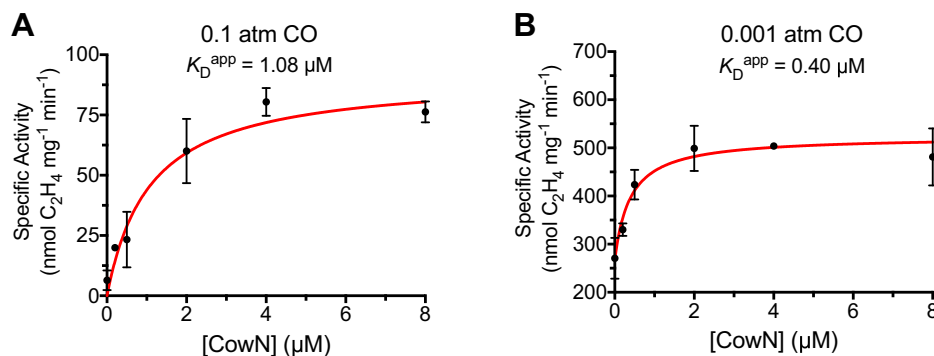 A
0.1 atm CO
K_D^app = 1.08 µM
Specific Activity
(nmol C₂H₄ mg⁻¹ min⁻¹)
100
75
50
25
0
0
2
4
6
8
[CowN] (µM)
B
0.001 atm CO
K_D^app = 0.40 µM
Specific Activity
(nmol C₂H₄ mg⁻¹ min⁻¹)
700
600
500
400
300
200
0
2
4
6
8
[CowN] (µM)